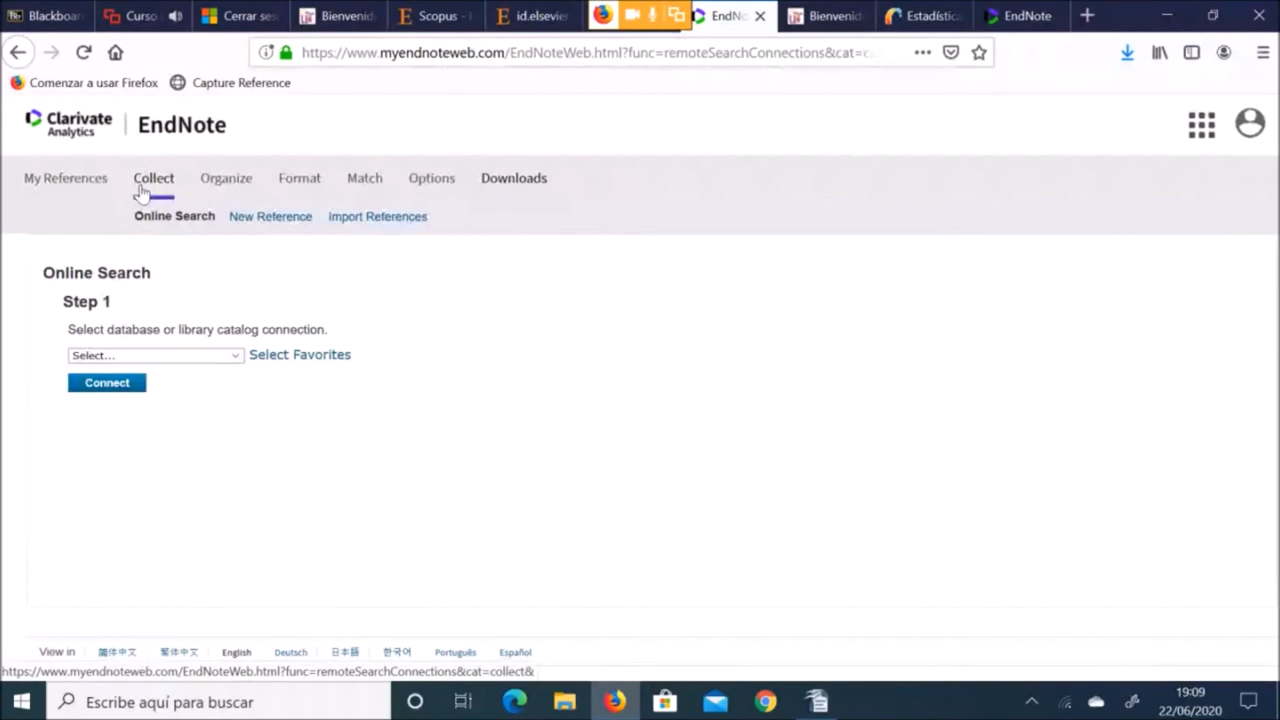 Blackboa
Curso
Cerrar ses
Bienvenid
Scopus -
id.elsevier
EndNo
Bienvenid
Estadística
EndNote
https://www.myendnoteweb.com/EndNoteWeb.html?func=remoteSearchConnections&cat=c
Comenzar a usar Firefox
Capture Reference
Clarivate
Analytics
EndNote
My References
Collect
Organize
Format
Match
Options
Downloads
Online Search
New Reference
Import References
Online Search
Step 1
Select database or library catalog connection.
Select...
Select Favorites
Connect
View in
简体中文
繁体中文
English
Deutsch
日本語
한국어
Português
Español
https://www.myendnoteweb.com/EndNoteWeb.html?func=remoteSearchConnections&cat=collect&
Escribe aquí para buscar
19:09
22/06/2020